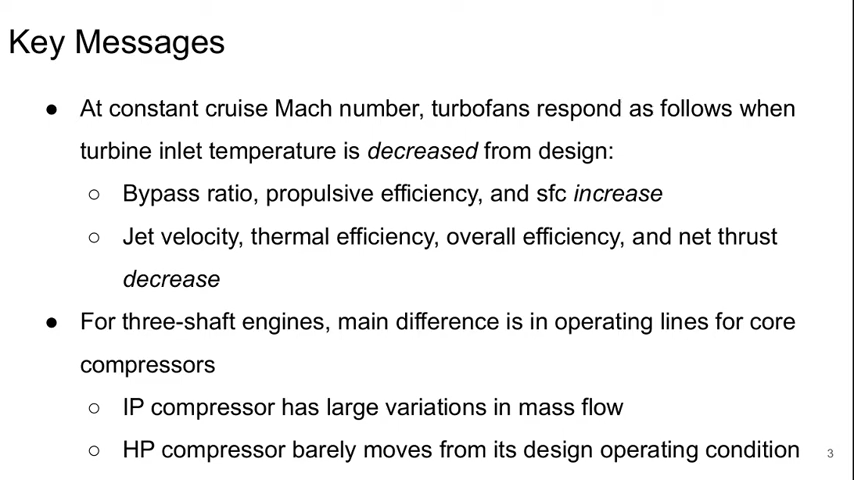 Key Messages
● At constant cruise Mach number, turbofans respond as follows when
turbine inlet temperature is decreased from design:
○ Bypass ratio, propulsive efficiency, and sfc increase
○ Jet velocity, thermal efficiency, overall efficiency, and net thrust
decrease
● For three-shaft engines, main difference is in operating lines for core
compressors
○ IP compressor has large variations in mass flow
○ HP compressor barely moves from its design operating condition
3